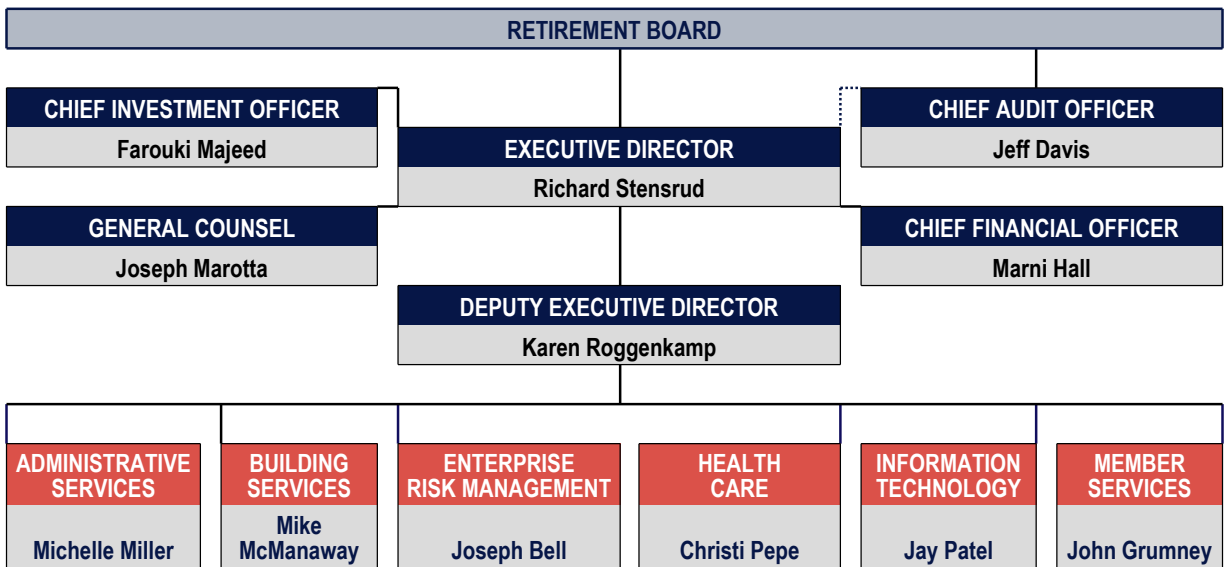 RETIREMENT BOARD
CHIEF INVESTMENT OFFICER
Farouki Majeed
CHIEF AUDIT OFFICER
Jeff Davis
EXECUTIVE DIRECTOR
Richard Stensrud
GENERAL COUNSEL
Joseph Marotta
CHIEF FINANCIAL OFFICER
Marni Hall
DEPUTY EXECUTIVE DIRECTOR
Karen Roggenkamp
ADMINISTRATIVE
SERVICES
Michelle Miller
BUILDING
SERVICES
Mike
McManaway
ENTERPRISE
RISK MANAGEMENT
Joseph Bell
HEALTH
CARE
Christi Pepe
INFORMATION
TECHNOLOGY
Jay Patel
MEMBER
SERVICES
John Grumney